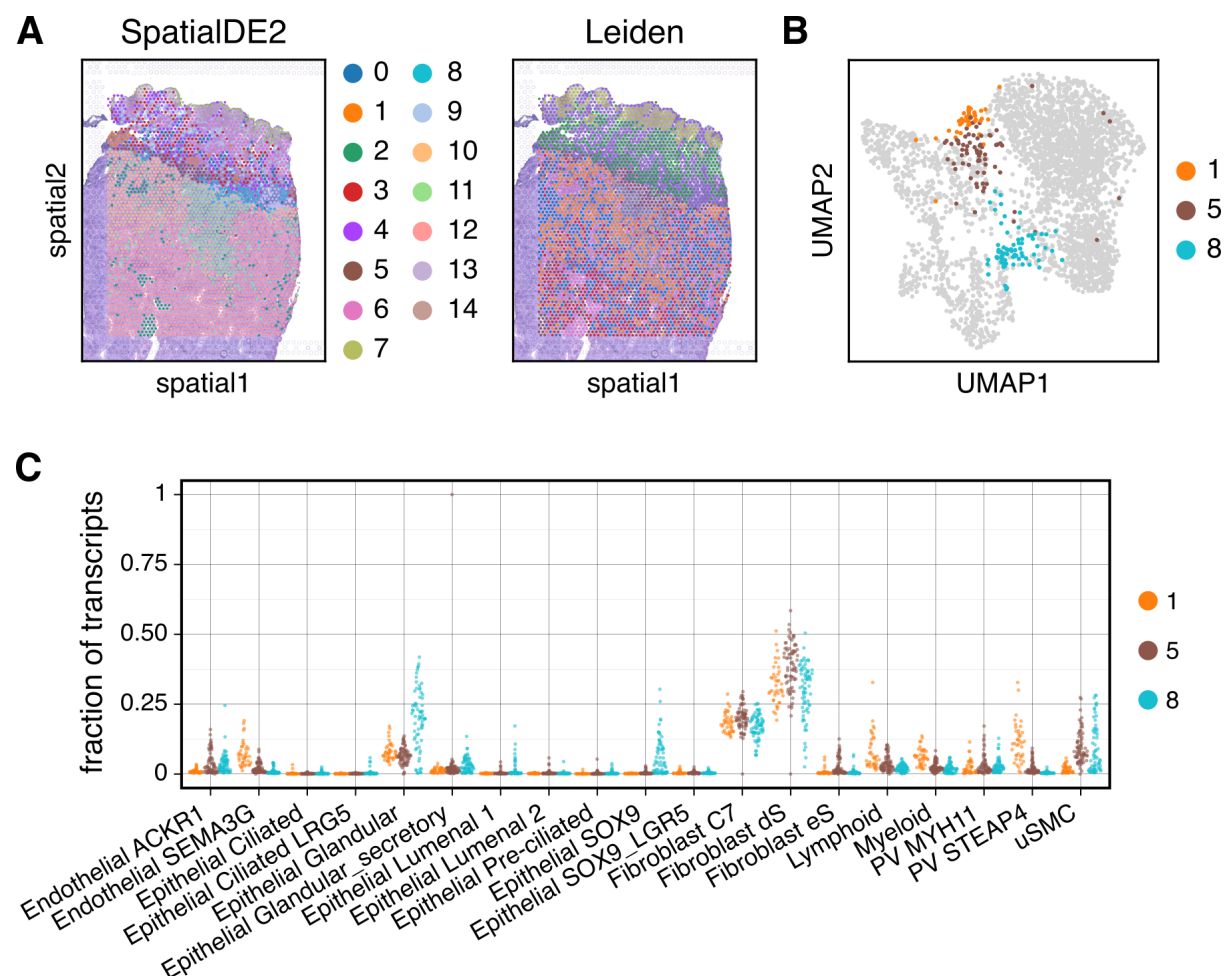 A
SpatialDE2
Leiden
B
spatial2
0
1
2
3
4
5
6
7
8
9
10
11
12
13
14
spatial1
spatial1
UMAP2
UMAP1
1
5
8
C
fraction of transcripts
1
0.75
0.50
0.25
0
Endothelial ACKR1
Endothelial SEMA3G
Epithelial Ciliated
Epithelial Ciliated LRG5
Epithelial Glandular
Epithelial Glandular_secretory
Epithelial Lumenal 1
Epithelial Lumenal 2
Epithelial Pre-ciliated
Epithelial SOX9
Epithelial SOX9_LGR5
Fibroblast C7
Fibroblast dS
Fibroblast eS
Lymphoid
Myeloid
PV MYH11
PV STEAP4
uSMC
1
5
8